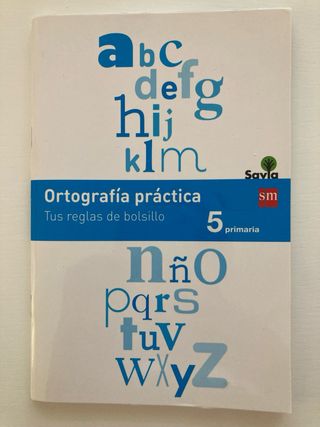 abc
defg
hij
klm
Savia
Ortografía práctica
sm
Tus reglas de bolsillo
5 primaria
nño
pqrs
tuv
wxyz